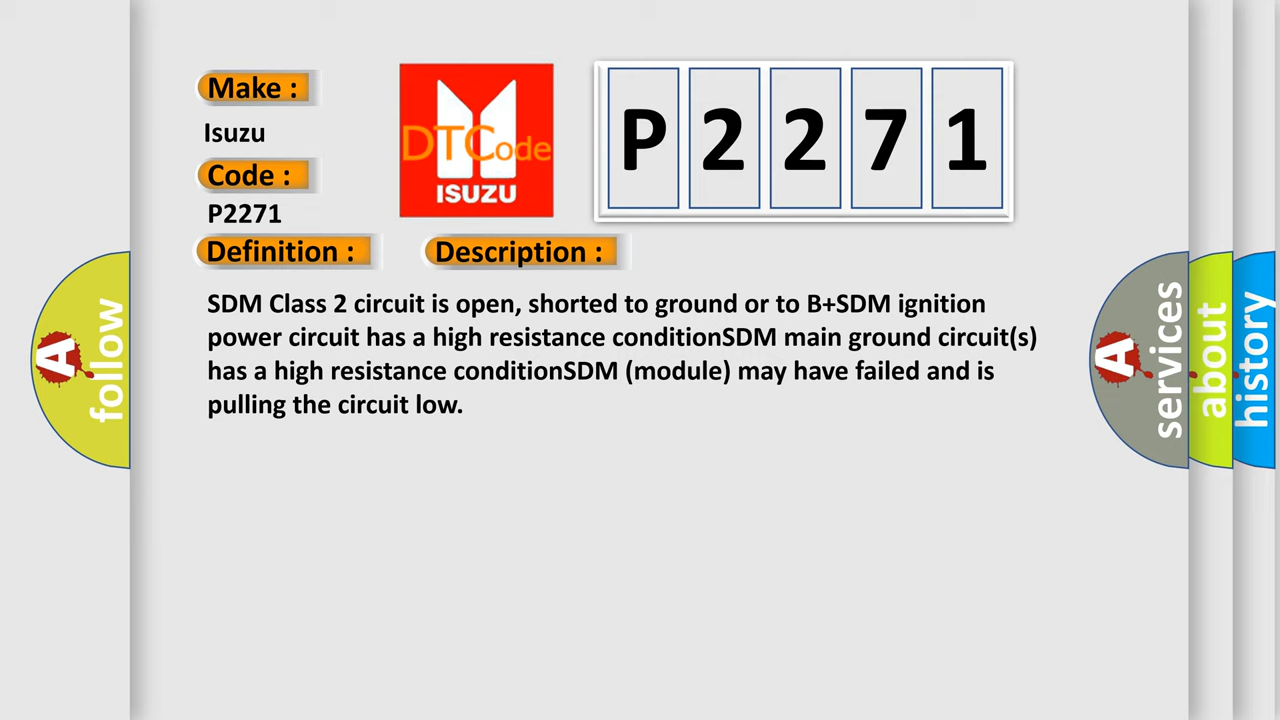 Make :
Isuzu
Code :
P2271
Definition :
Description :
DTCode
ISUZU
P 2 2 7 1
SDM Class 2 circuit is open, shorted to ground or to B+SDM ignition
power circuit has a high resistance conditionSDM main ground circuit(s)
has a high resistance conditionSDM (module) may have failed and is
pulling the circuit low.
A follow
A services
about
history